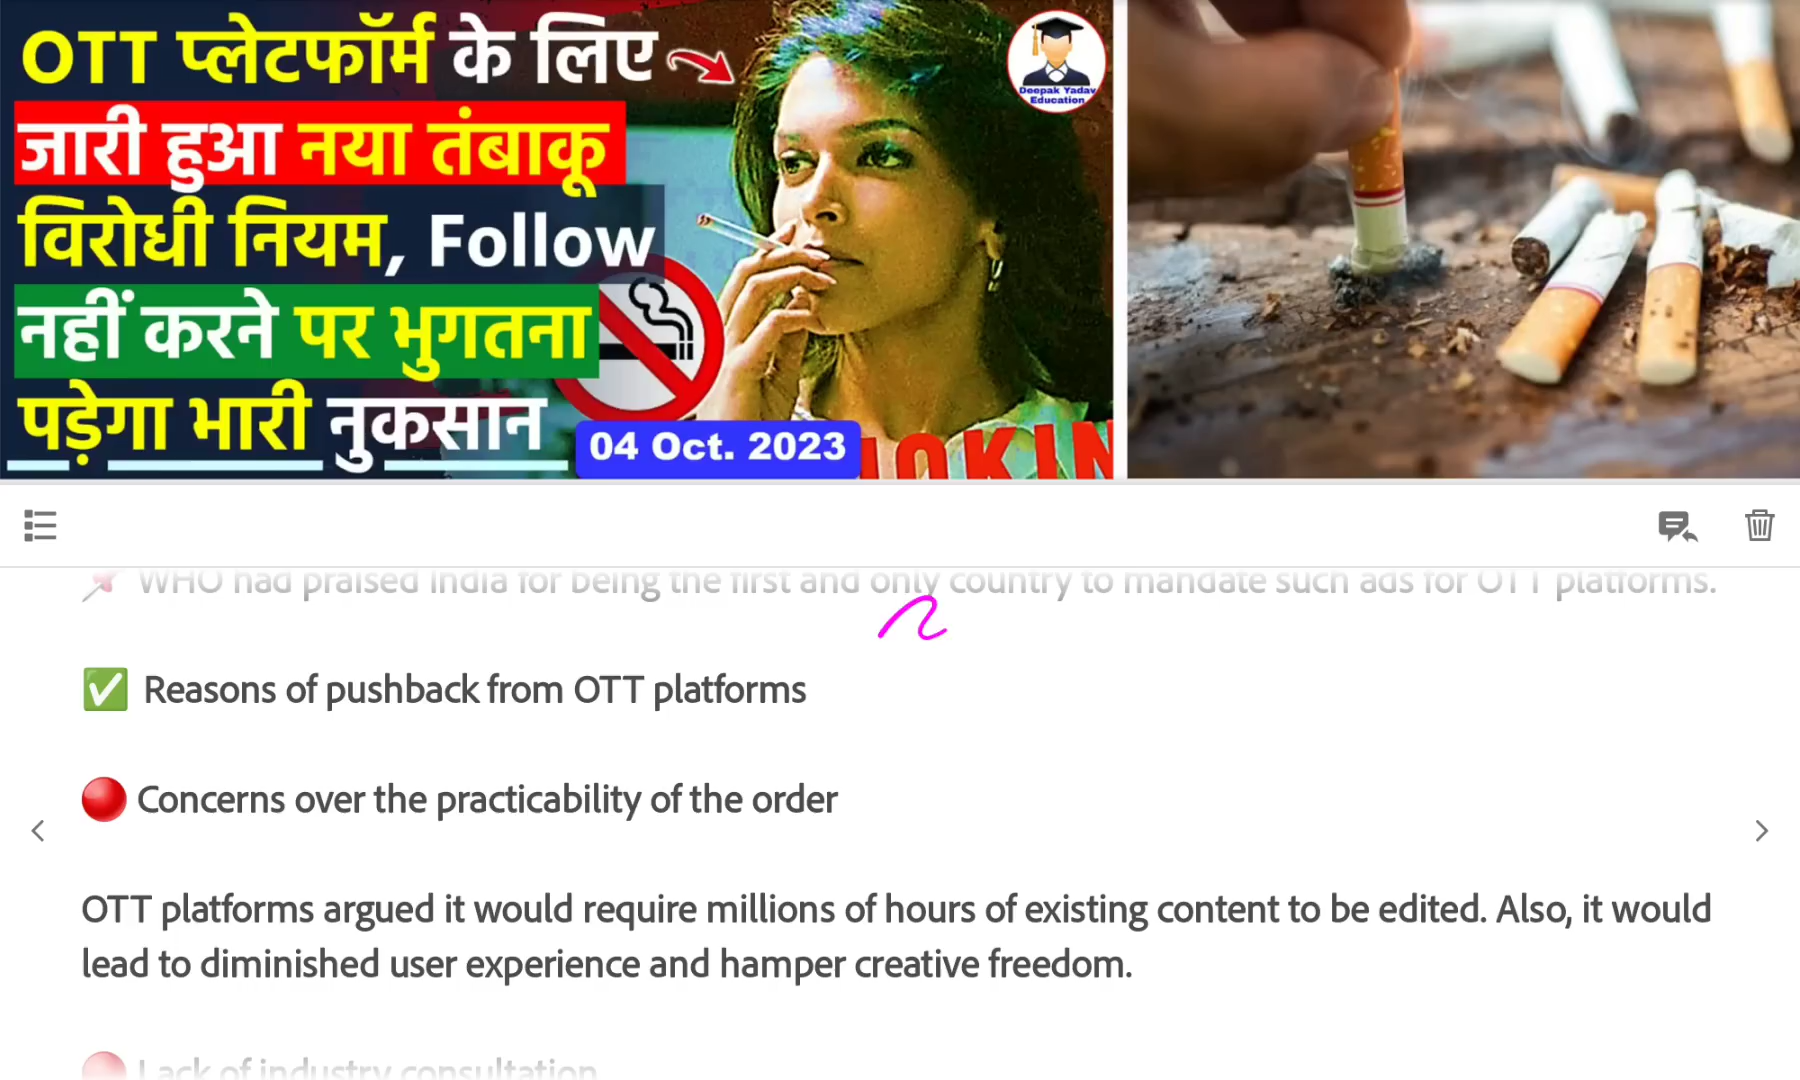 OTT प्लेटफॉर्म के लिए
जारी हुआ नया तंबाकू
विरोधी नियम, Follow
नहीं करने पर भुगतना
पड़ेगा भारी नुकसान
04 Oct. 2023
Deepak Yadav
Education
WHO had praised India for being the first and only country to mandate such ads for OTT platforms.
✅ Reasons of pushback from OTT platforms
🔴 Concerns over the practicability of the order
OTT platforms argued it would require millions of hours of existing content to be edited. Also, it would
lead to diminished user experience and hamper creative freedom.
Lack of industry consultation